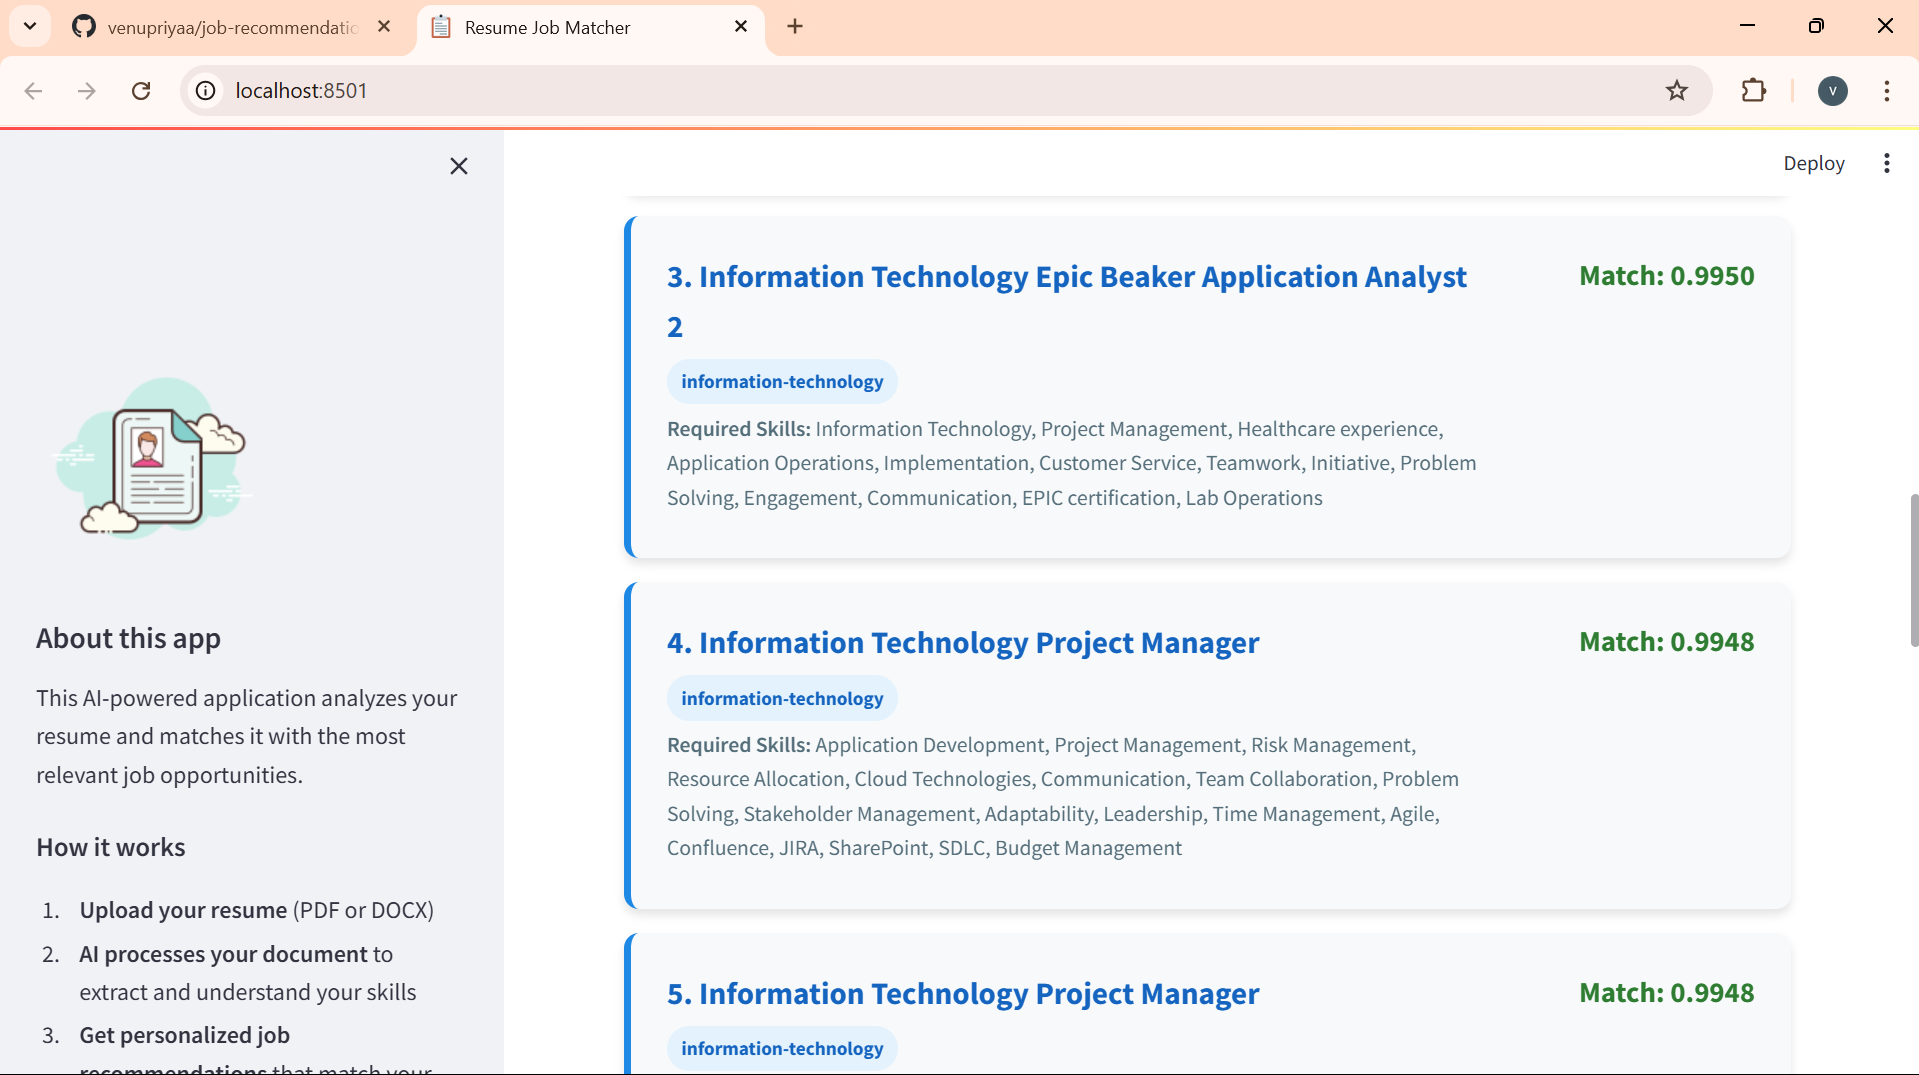 venupriyaa/job-recommendatio
Resume Job Matcher
localhost:8501
V
Deploy
About this app
This AI-powered application analyzes your
resume and matches it with the most
relevant job opportunities.
How it works
1. Upload your resume (PDF or DOCX)
2. AI processes your document to
extract and understand your skills
3. Get personalized job
recommendations that match your
3. Information Technology Epic Beaker Application Analyst
2
Match: 0.9950
information-technology
Required Skills: Information Technology, Project Management, Healthcare experience,
Application Operations, Implementation, Customer Service, Teamwork, Initiative, Problem
Solving, Engagement, Communication, EPIC certification, Lab Operations
4. Information Technology Project Manager
Match: 0.9948
information-technology
Required Skills: Application Development, Project Management, Risk Management,
Resource Allocation, Cloud Technologies, Communication, Team Collaboration, Problem
Solving, Stakeholder Management, Adaptability, Leadership, Time Management, Agile,
Confluence, JIRA, SharePoint, SDLC, Budget Management
5. Information Technology Project Manager
Match: 0.9948
information-technology